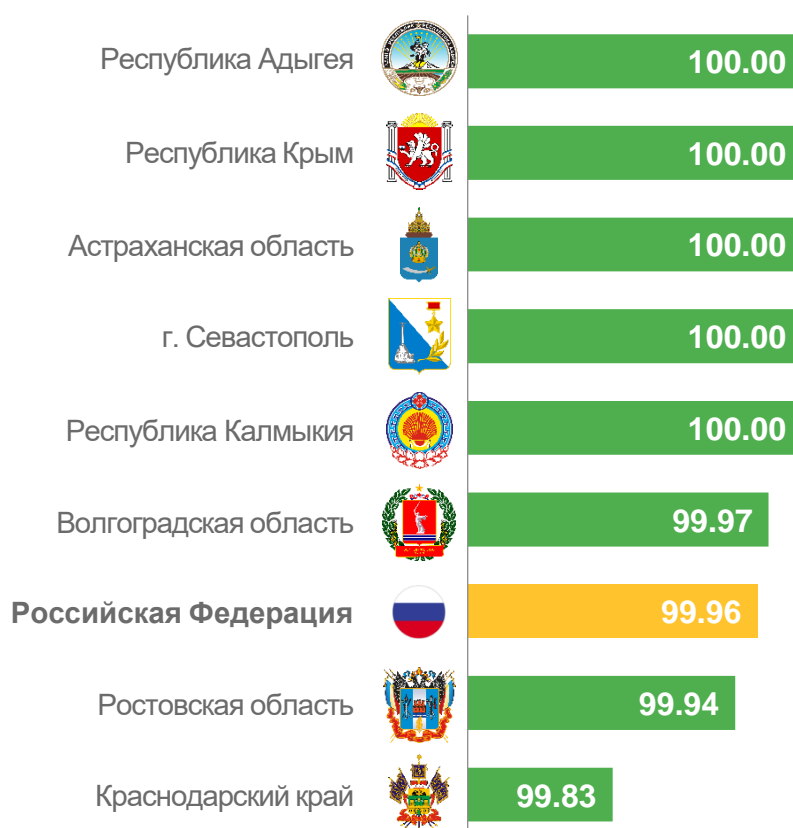 Республика Адыгея 100.00
Республика Крым 100.00
Астраханская область 100.00
г. Севастополь 100.00
Республика Калмыкия 100.00
Волгоградская область 99.97
Российская Федерация 99.96
Ростовская область 99.94
Краснодарский край 99.83